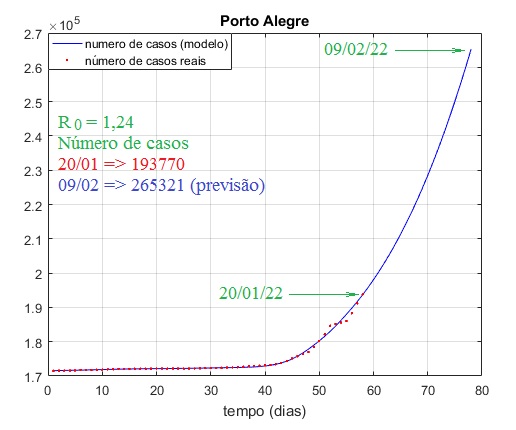 Porto Alegre
×10⁵
numero de casos (modelo)
número de casos reais
09/02/22
R 0 = 1,24
Número de casos
20/01 => 193770
09/02 => 265321 (previsão)
20/01/22
2.7
2.6
2.5
2.4
2.3
2.2
2.1
2
1.9
1.8
1.7
0 10 20 30 40 50 60 70 80
tempo (dias)